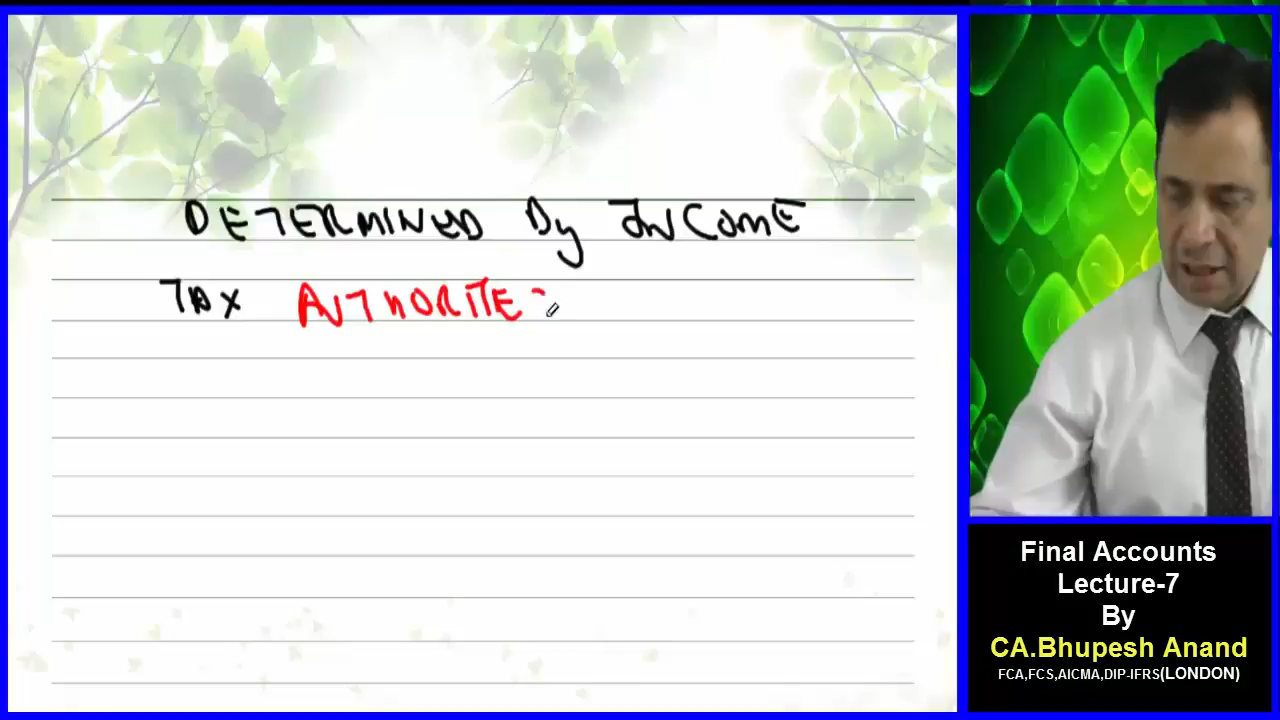 DETERMINED By INCOME
TAX AUTHORITE
Final Accounts
Lecture-7
By
CA.Bhupesh Anand
FCA,FCS,AICMA,DIP-IFRS(LONDON)